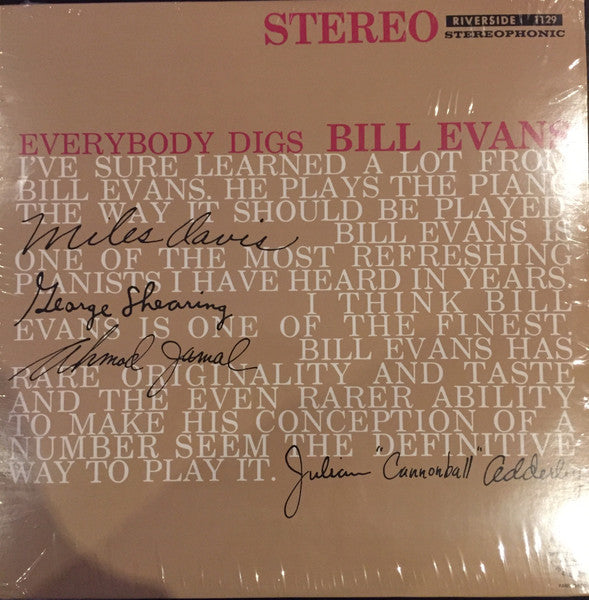 STEREO RIVERSIDE 1129
STEREOPHONIC
EVERYBODY DIGS BILL EVANS
I'VE SURE LEARNED A LOT FROM
BILL EVANS. HE PLAYS THE PIANO
THE WAY IT SHOULD BE PLAYED
Miles Davis BILL EVANS IS
ONE OF THE MOST REFRESHING
PIANISTS I HAVE HEARD IN YEARS.
George Shearing I THINK BILL
EVANS IS ONE OF THE FINEST.
Ahmad Jamal BILL EVANS HAS
RARE ORIGINALITY AND TASTE
AND THE EVEN RARER ABILITY
TO MAKE HIS CONCEPTION OF A
NUMBER SEEM THE DEFINITIVE
WAY TO PLAY IT. Julian "Cannonball" Adderley